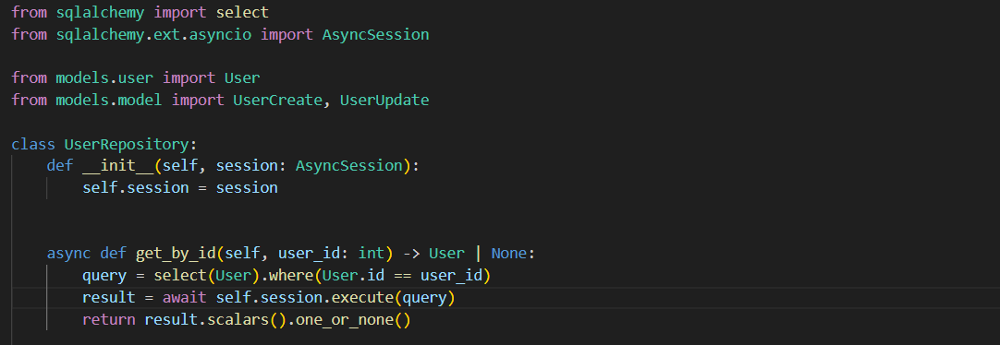 from sqlalchemy import select
from sqlalchemy.ext.asyncio import AsyncSession
from models.user import User
from models.model import UserCreate, UserUpdate
class UserRepository:
    def __init__(self, session: AsyncSession):
        self.session = session
    async def get_by_id(self, user_id: int) -> User | None:
        query = select(User).where(User.id == user_id)
        result = await self.session.execute(query)
        return result.scalars().one_or_none()